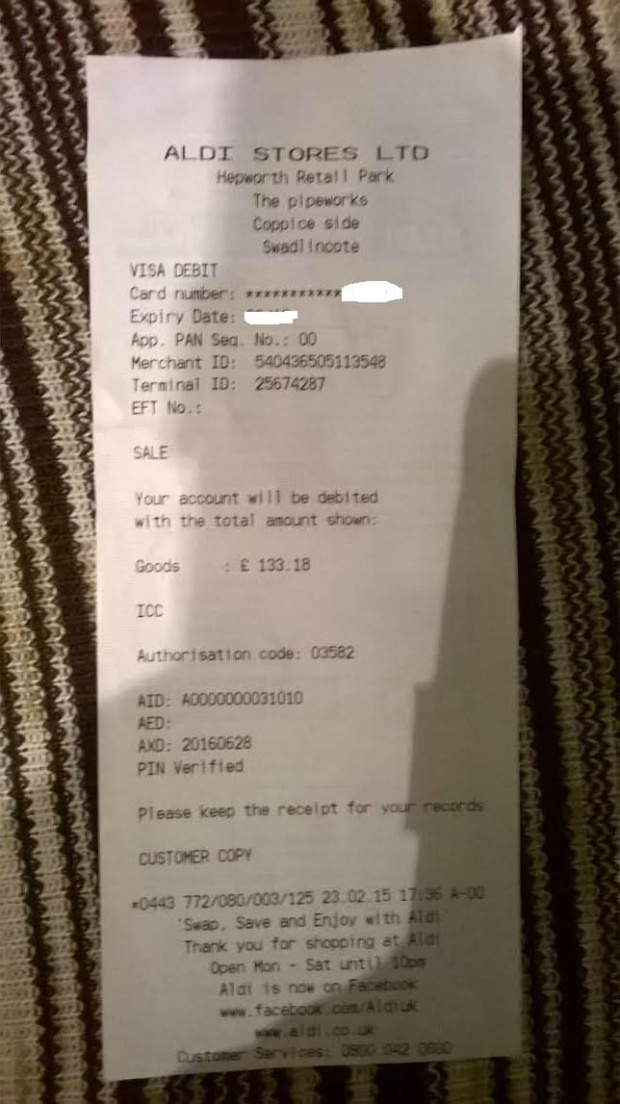 ALDI STORES LTD
Hepworth Retail Park
The pipeworks
Coppice side
Swadlincote
VISA DEBIT
Card number: ***********
Expiry Date:
App. PAN Seq. No.: 00
Merchant ID: 540436505113548
Terminal ID: 25674287
EFT No.:
SALE
Your account will be debited
with the total amount shown:
Goods : £ 133.18
ICC
Authorisation code: 03582
AID: A0000000031010
AED:
AXD: 20160628
PIN Verified
Please keep the receipt for your records
CUSTOMER COPY
*0443 772/080/003/125 23.02.15 17:36 A-00
'Swap, Save and Enjoy with Aldi'
Thank you for shopping at Aldi
Open Mon - Sat until 10pm
Aldi is now on Facebook
www.facebook.com/AldiUK
www.aldi.co.uk
Customer Services: 0800 042 0800